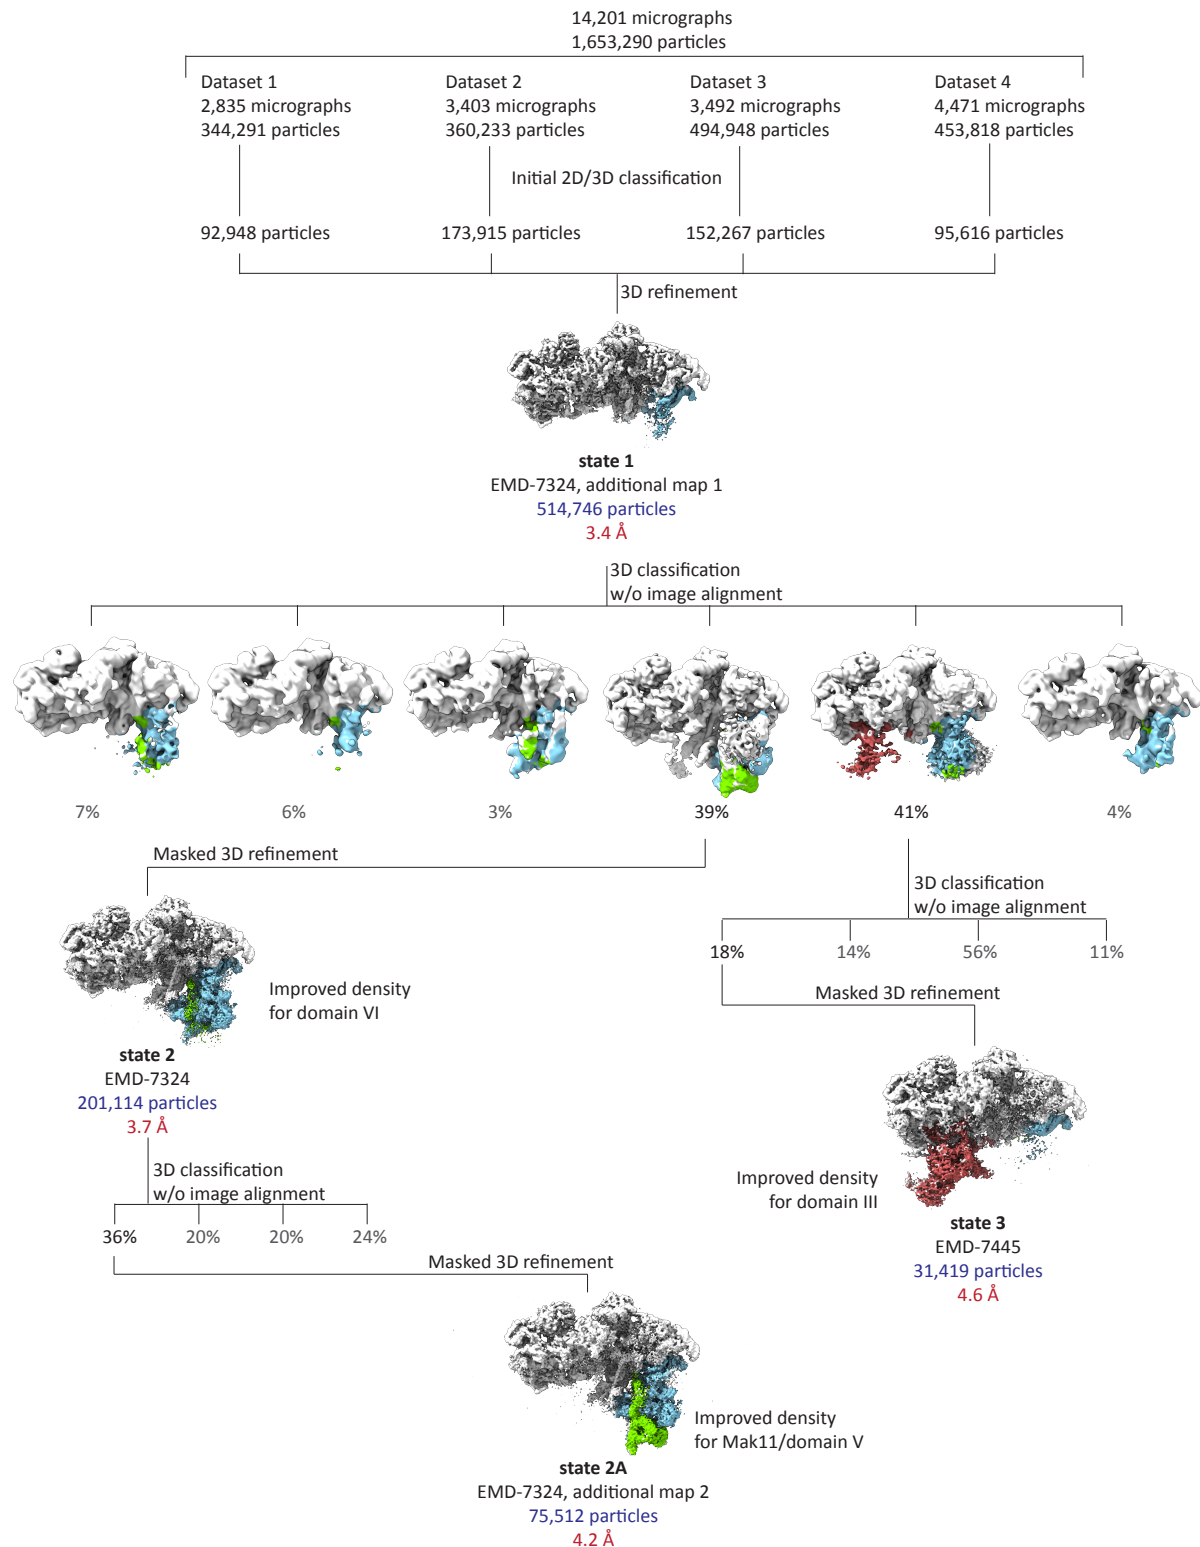 14,201 micrographs
1,653,290 particles
Dataset 1
2,835 micrographs
344,291 particles
Dataset 2
3,403 micrographs
360,233 particles
Dataset 3
3,492 micrographs
494,948 particles
Dataset 4
4,471 micrographs
453,818 particles
Initial 2D/3D classification
92,948 particles
173,915 particles
152,267 particles
95,616 particles
3D refinement
state 1
EMD-7324, additional map 1
514,746 particles
3.4 Å
3D classification
w/o image alignment
7%
6%
3%
39%
41%
4%
Masked 3D refinement
Improved density
for domain VI
state 2
EMD-7324
201,114 particles
3.7 Å
3D classification
w/o image alignment
36%
20%
20%
24%
Masked 3D refinement
Improved density
for Mak11/domain V
state 2A
EMD-7324, additional map 2
75,512 particles
4.2 Å
3D classification
w/o image alignment
18%
14%
56%
11%
Masked 3D refinement
Improved density
for domain III
state 3
EMD-7445
31,419 particles
4.6 Å